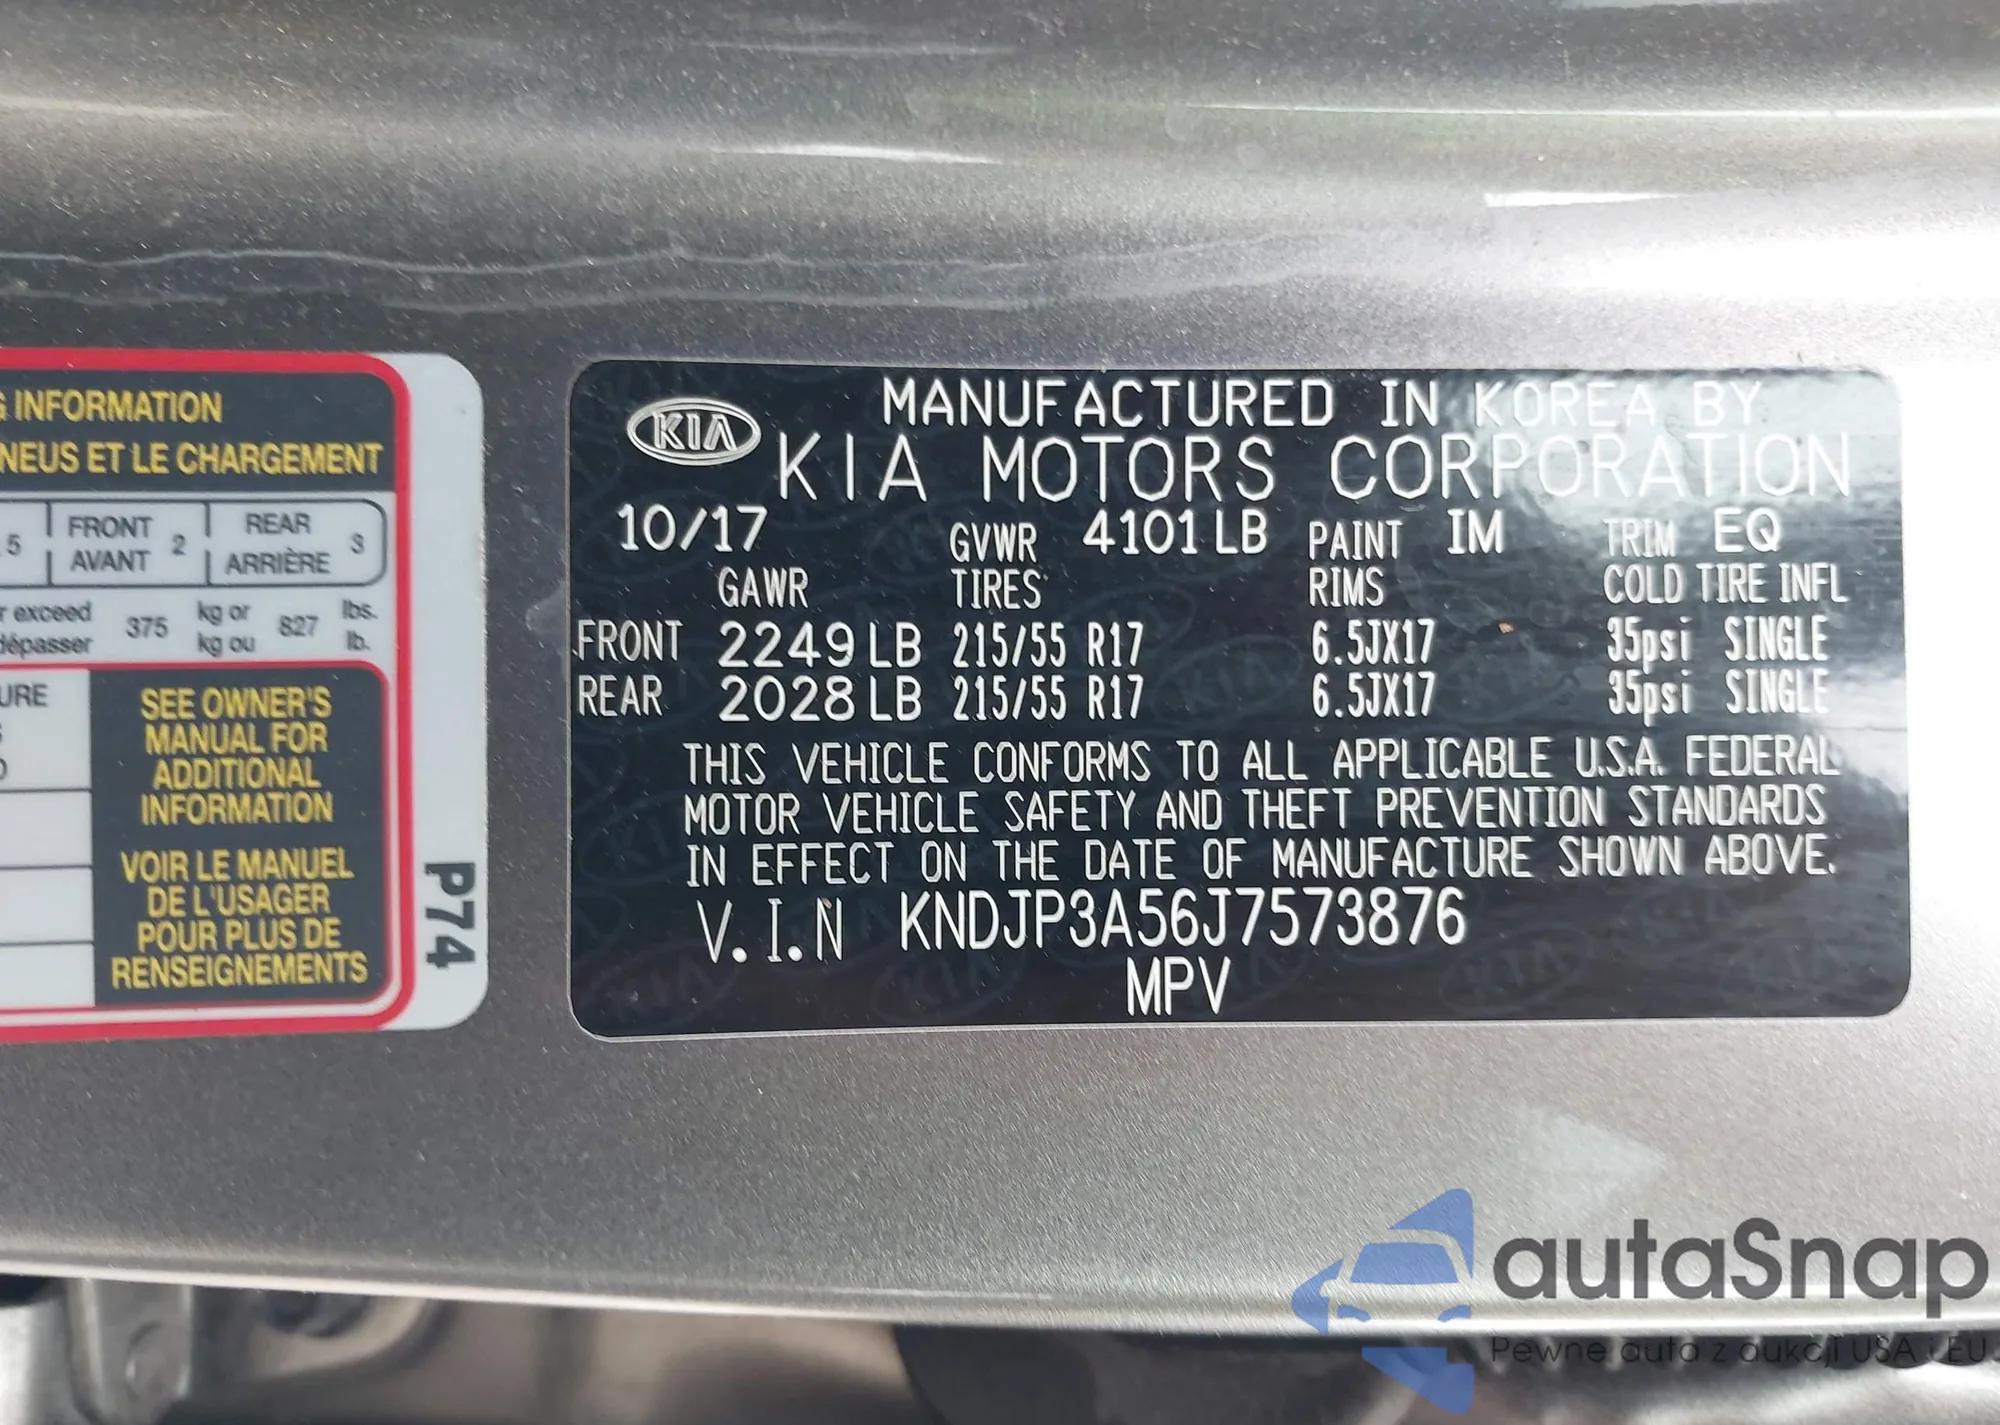 G INFORMATION
NEUS ET LE CHARGEMENT
5 FRONT AVANT 2 REAR ARRIÈRE 3
r exceed 375 kg or 827 lbs.
dépasser kg ou lb.
URE
SEE OWNER'S
MANUAL FOR
ADDITIONAL
INFORMATION
VOIR LE MANUEL
DE L'USAGER
POUR PLUS DE
RENSEIGNEMENTS
P74
KIA
MANUFACTURED IN KOREA BY
KIA MOTORS CORPORATION
10/17 GVWR 4101 LB PAINT IM TRIM EQ
GAWR TIRES RIMS COLD TIRE INFL
FRONT 2249 LB 215/55 R17 6.5JX17 35psi SINGLE
REAR 2028 LB 215/55 R17 6.5JX17 35psi SINGLE
THIS VEHICLE CONFORMS TO ALL APPLICABLE U.S.A. FEDERAL
MOTOR VEHICLE SAFETY AND THEFT PREVENTION STANDARDS
IN EFFECT ON THE DATE OF MANUFACTURE SHOWN ABOVE.
V.I.N KNDJP3A56J7573876
MPV
autaSnap
Pewne auta z aukcji USA i EU.